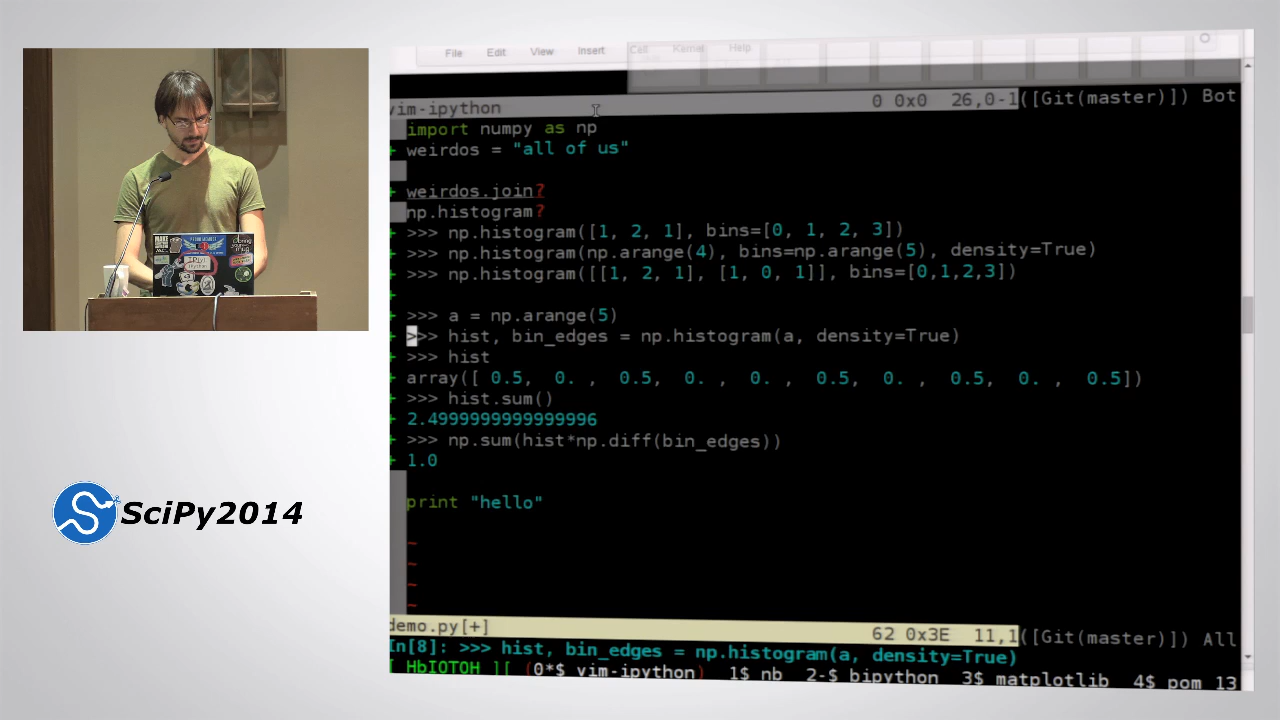 File Edit View Insert Cell Kernel Help
vim-ipython 0 0x0 26,0-1([Git(master)]) Bot
import numpy as np
+ weirdos = "all of us"
+ weirdos.join?
np.histogram?
+ >>> np.histogram([1, 2, 1], bins=[0, 1, 2, 3])
+ >>> np.histogram(np.arange(4), bins=np.arange(5), density=True)
+ >>> np.histogram([[1, 2, 1], [1, 0, 1]], bins=[0,1,2,3])
+
+ >>> a = np.arange(5)
+ >>> hist, bin_edges = np.histogram(a, density=True)
+ >>> hist
+ array([ 0.5, 0. , 0.5, 0. , 0. , 0.5, 0. , 0.5, 0. , 0.5])
+ >>> hist.sum()
+ 2.4999999999999996
+ >>> np.sum(hist*np.diff(bin_edges))
+ 1.0
print "hello"
~
~
~
~
demo.py[+] 62 0x3E 11,1([Git(master)]) All
In[8]: >>> hist, bin_edges = np.histogram(a, density=True)
[ HbIOTOH ][ (0*$ vim-ipython) 1$ nb 2-$ bipython 3$ matplotlib 4$ pom 13
SciPy2014